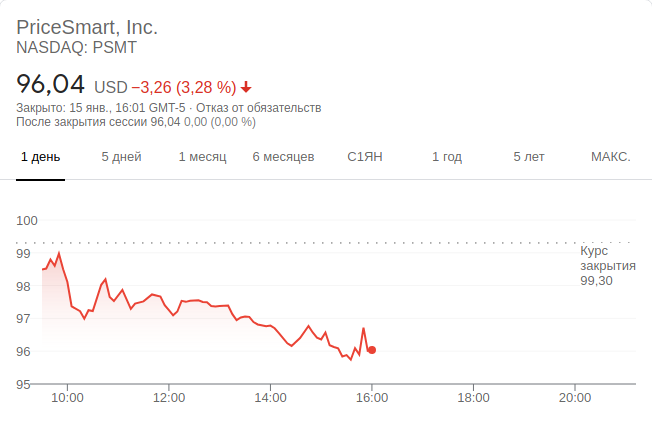 PriceSmart, Inc.
NASDAQ: PSMT
96,04 USD −3,26 (3,28 %)
Закрыто: 15 янв., 16:01 GMT-5 · Отказ от обязательств
После закрытия сессии 96,04 0,00 (0,00 %)
1 день 5 дней 1 месяц 6 месяцев С1ЯН 1 год 5 лет МАКС.
100
99
98
97
96
95
Курс
закрытия
99,30
10:00 12:00 14:00 16:00 18:00 20:00